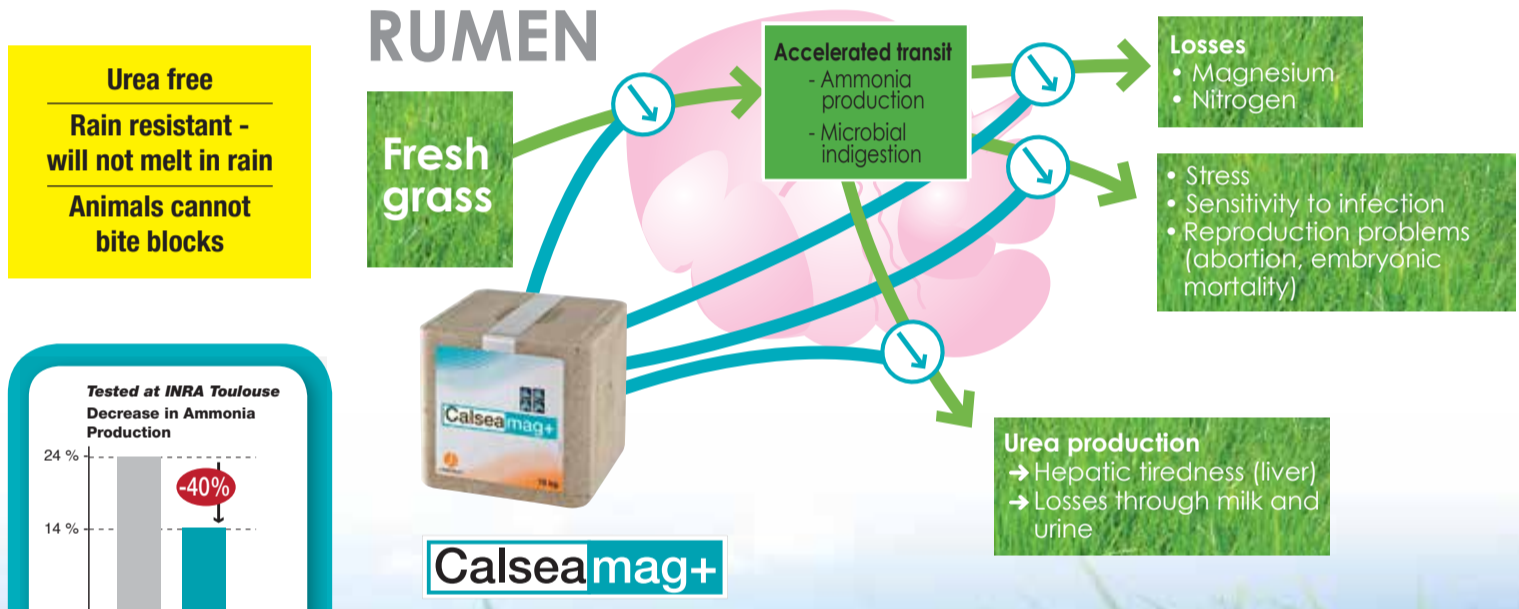 RUMEN
Urea free
Rain resistant -
will not melt in rain
Animals cannot
bite blocks
Fresh
grass
Accelerated transit
- Ammonia
production
- Microbial
indigestion
Losses
• Magnesium
• Nitrogen
• Stress
• Sensitivity to infection
• Reproduction problems
(abortion, embryonic
mortality)
Urea production
→ Hepatic tiredness (liver)
→ Losses through milk and
urine
Calseamag+
Calseamag+
Tested at INRA Toulouse
Decrease in Ammonia
Production
24 %
-40%
14 %